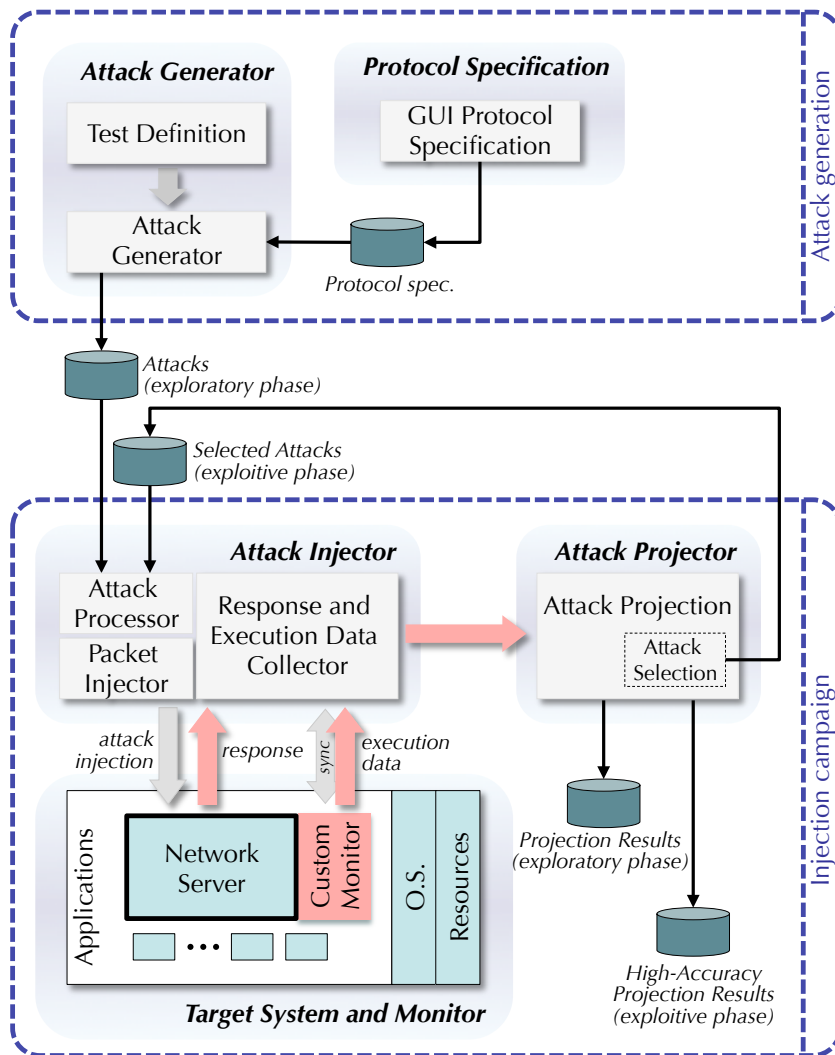 Attack Generator
Protocol Specification
Test Definition
GUI Protocol
Specification
Attack
Generator
Protocol spec.
Attack generation
Attacks
(exploratory phase)
Selected Attacks
(exploitive phase)
Attack Injector
Attack Projector
Attack
Processor
Packet
Injector
Response and
Execution Data
Collector
Attack Projection
Attack
Selection
attack
injection
response
sync
execution
data
Applications
Network
Server
Custom
Monitor
O.S.
Resources
•••
Target System and Monitor
Projection Results
(exploratory phase)
High-Accuracy
Projection Results
(exploitive phase)
Injection campaign